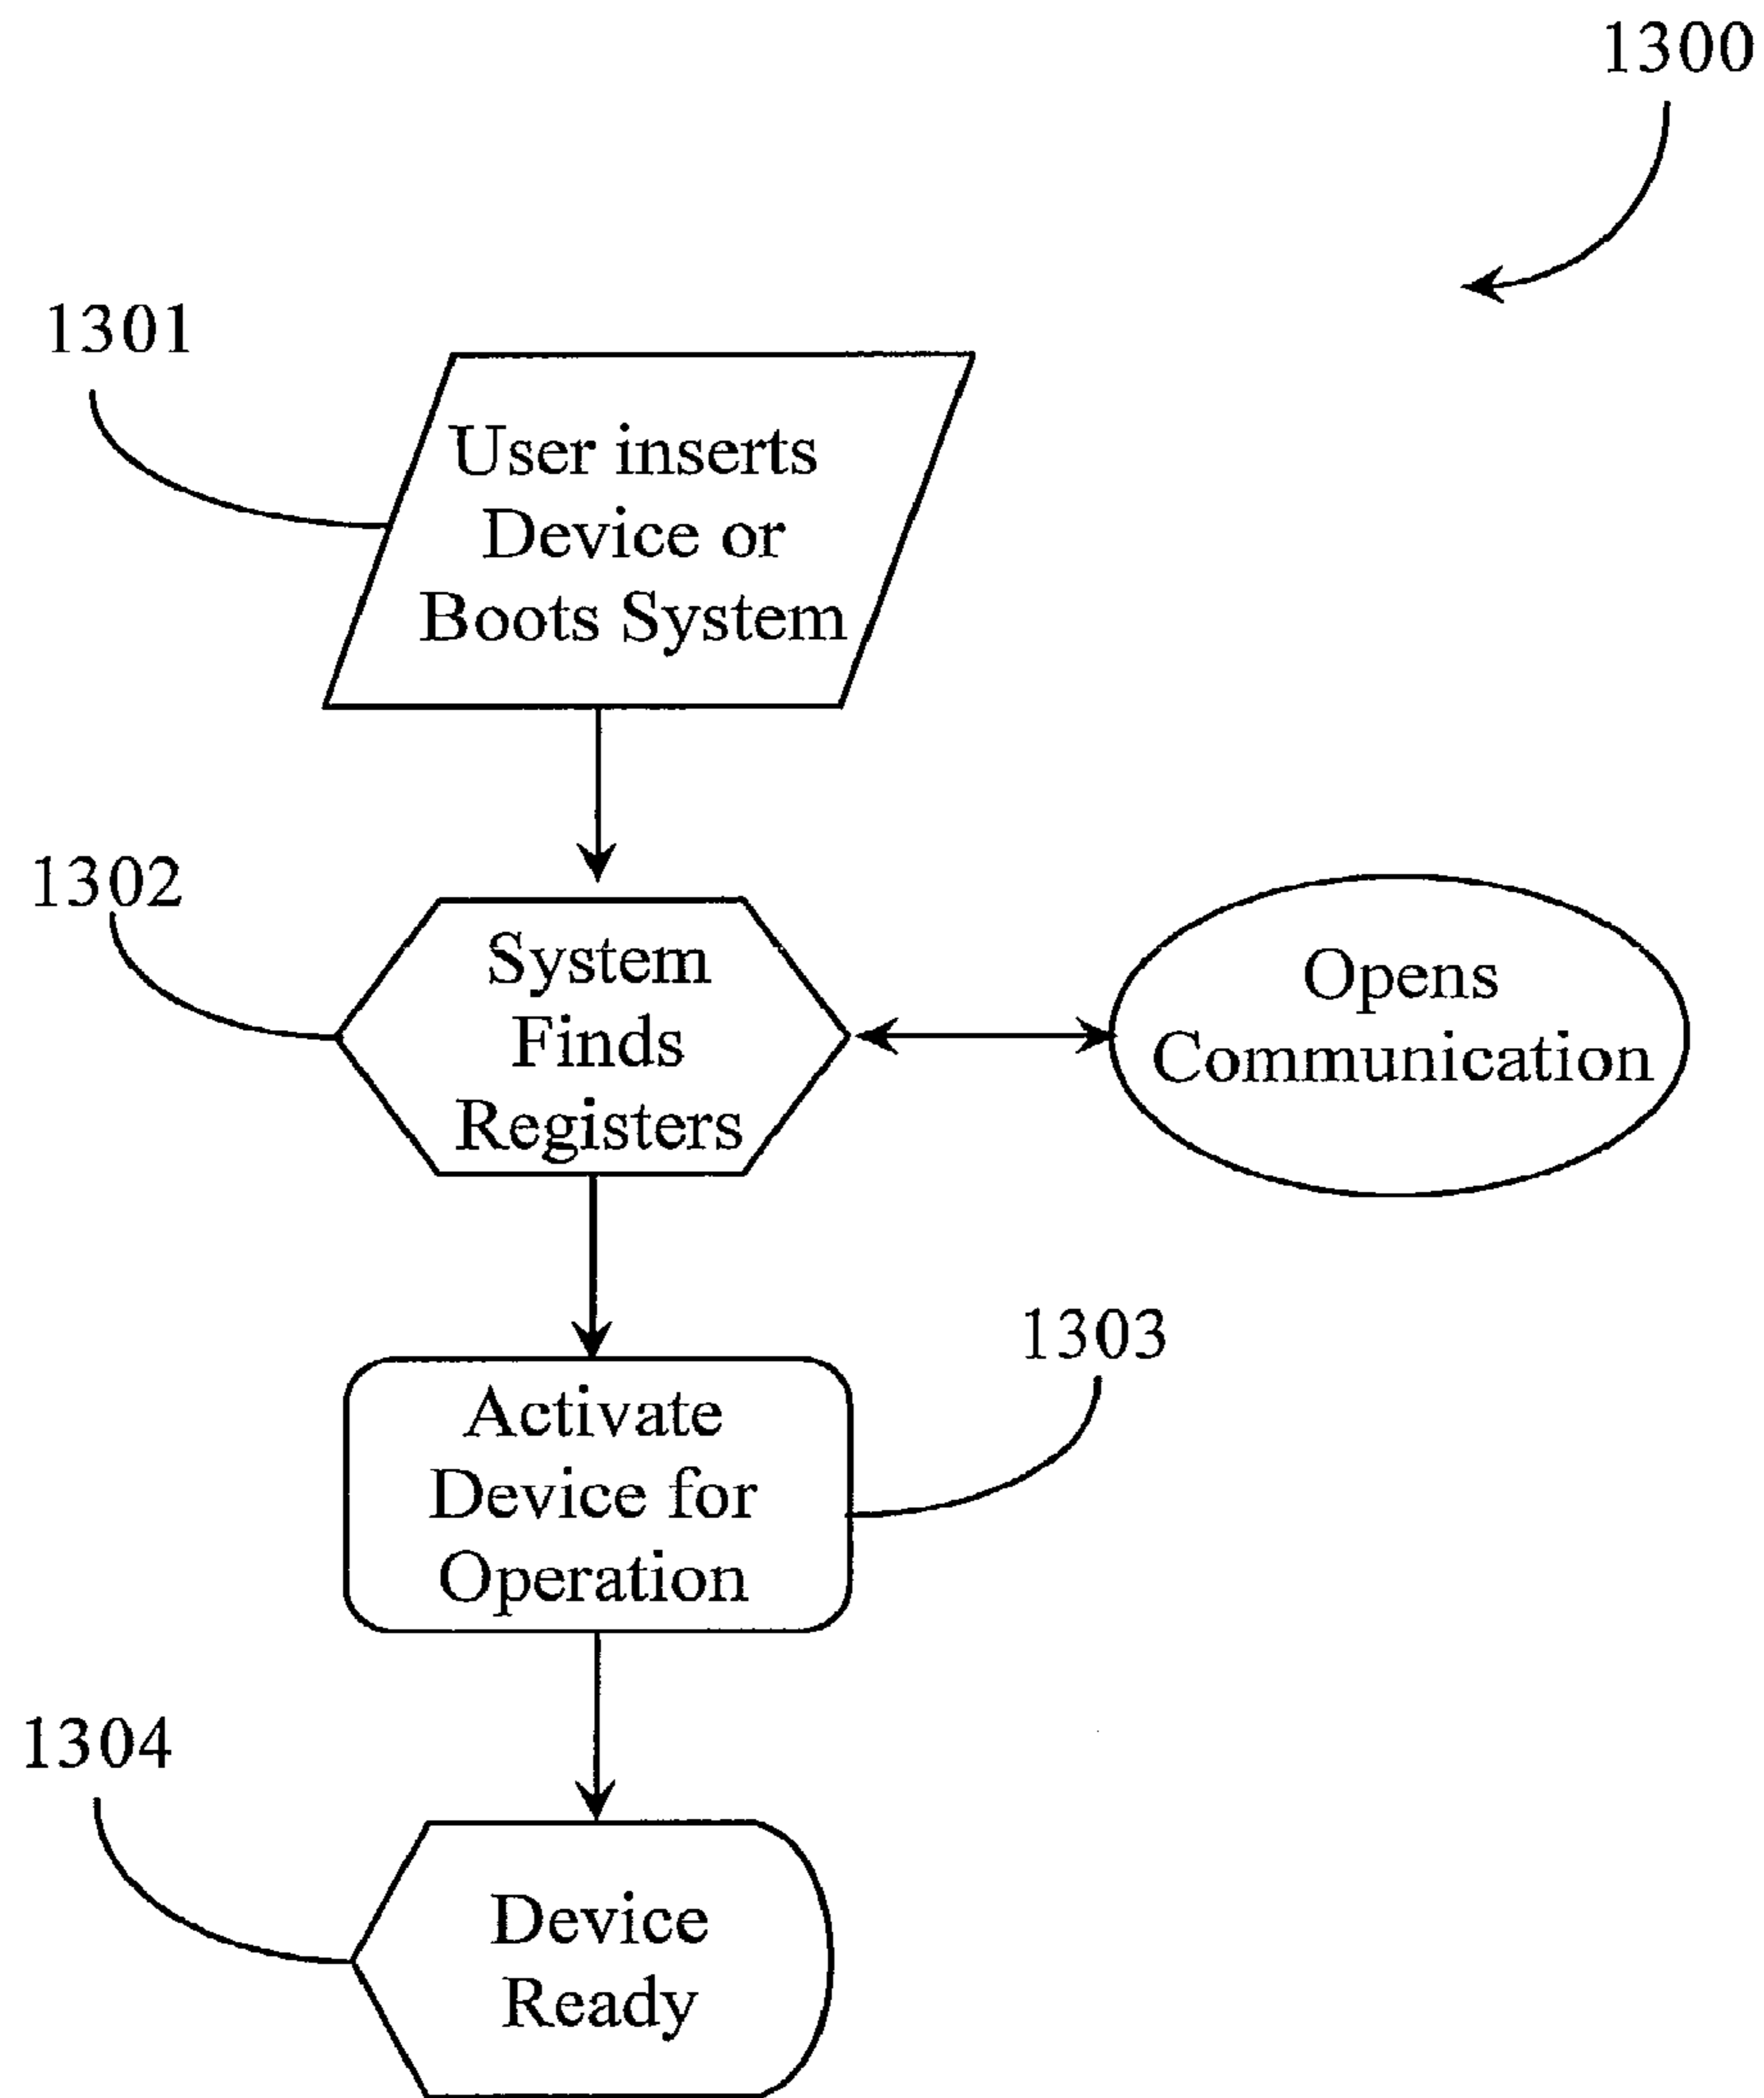 1300
1301
User inserts
Device or
Boots System
1302
System
Finds
Registers
Opens
Communication
1303
Activate
Device for
Operation
1304
Device
Ready